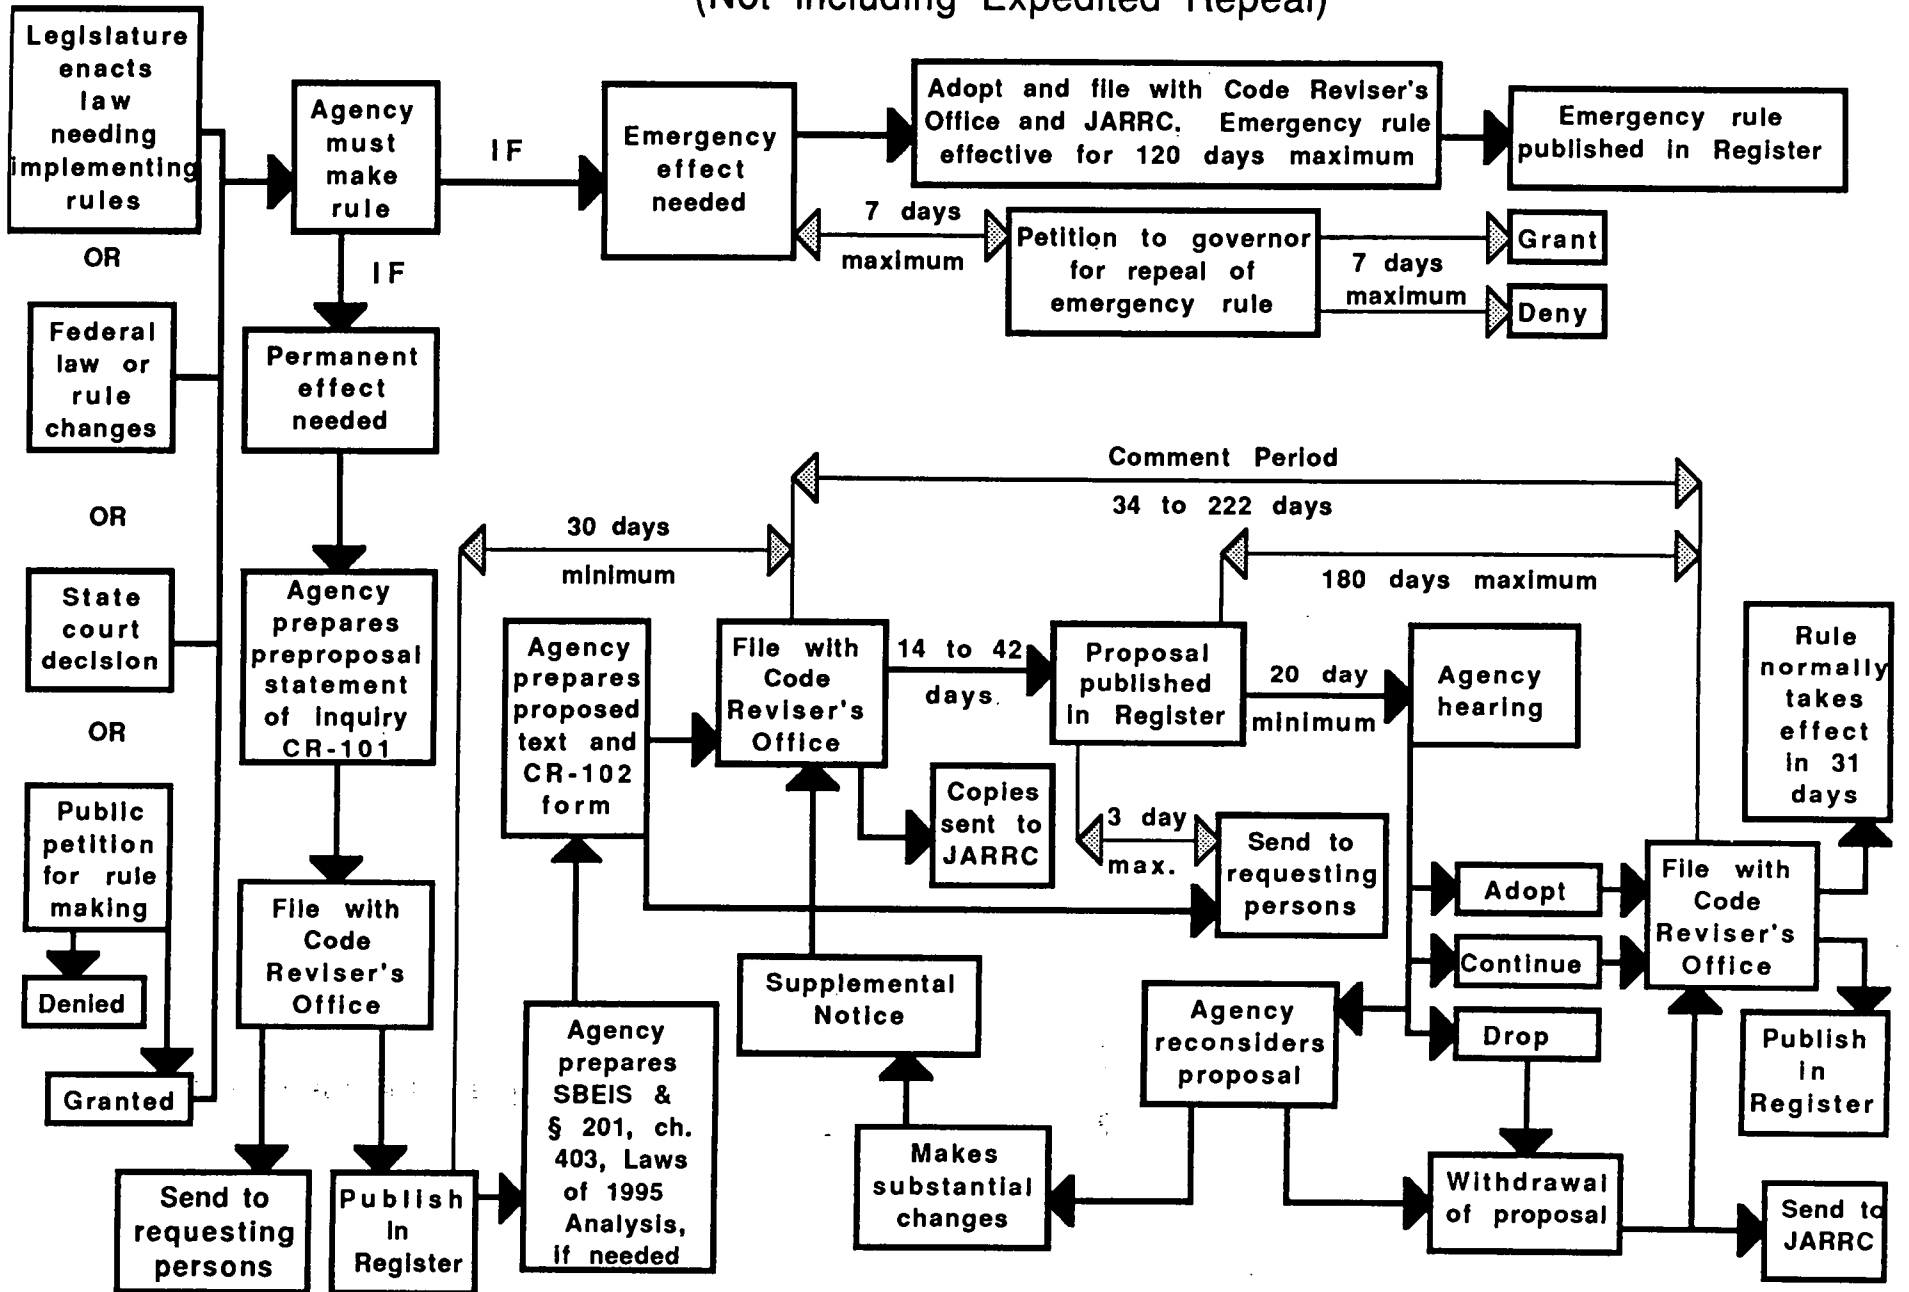 (Not Including Expedited Repeal)
Legislature
enacts
law
needing
implementing
rules
OR
Federal
law or
rule
changes
OR
State
court
decision
OR
Public
petition
for rule
making
Denied
Granted
Agency
must
make
rule
IF
IF
Emergency
effect
needed
Adopt and file with Code Reviser's
Office and JARRC. Emergency rule
effective for 120 days maximum
Emergency rule
published in Register
7 days
maximum
Petition to governor
for repeal of
emergency rule
7 days
maximum
Grant
Deny
Permanent
effect
needed
Agency
prepares
preproposal
statement
of inquiry
CR-101
File with
Code
Reviser's
Office
Send to
requesting
persons
Publish
in
Register
30 days
minimum
Agency
prepares
SBEIS &
§ 201, ch.
403, Laws
of 1995
Analysis,
if needed
Agency
prepares
proposed
text and
CR-102
form
File with
Code
Reviser's
Office
Comment Period
34 to 222 days
14 to 42
days.
Copies
sent to
JARRC
Proposal
published
in Register
180 days maximum
20 day
minimum
3 day
max.
Send to
requesting
persons
Agency
hearing
Adopt
Continue
Drop
Agency
reconsiders
proposal
Makes
substantial
changes
Supplemental
Notice
Withdrawal
of proposal
Send to
JARRC
File with
Code
Reviser's
Office
Rule
normally
takes
effect
in 31
days
Publish
in
Register